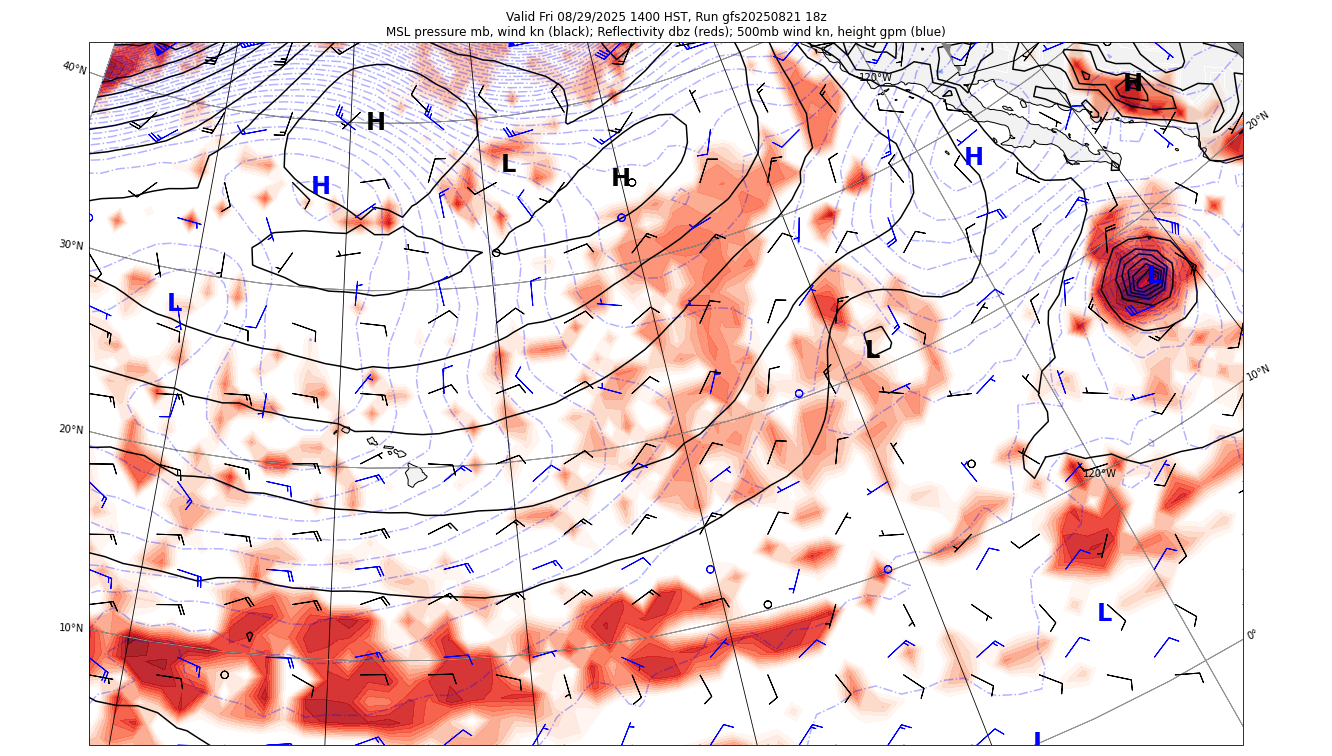 Valid Fri 08/29/2025 1400 HST, Run gfs20250821 18z
MSL pressure mb, wind kn (black); Reflectivity dbz (reds); 500mb wind kn, height gpm (blue)
40°N
120°W
H
20°N
H
L
H
H
H
30°N
L
L
L
10°N
20°N
120°W
L
10°N
0°
L